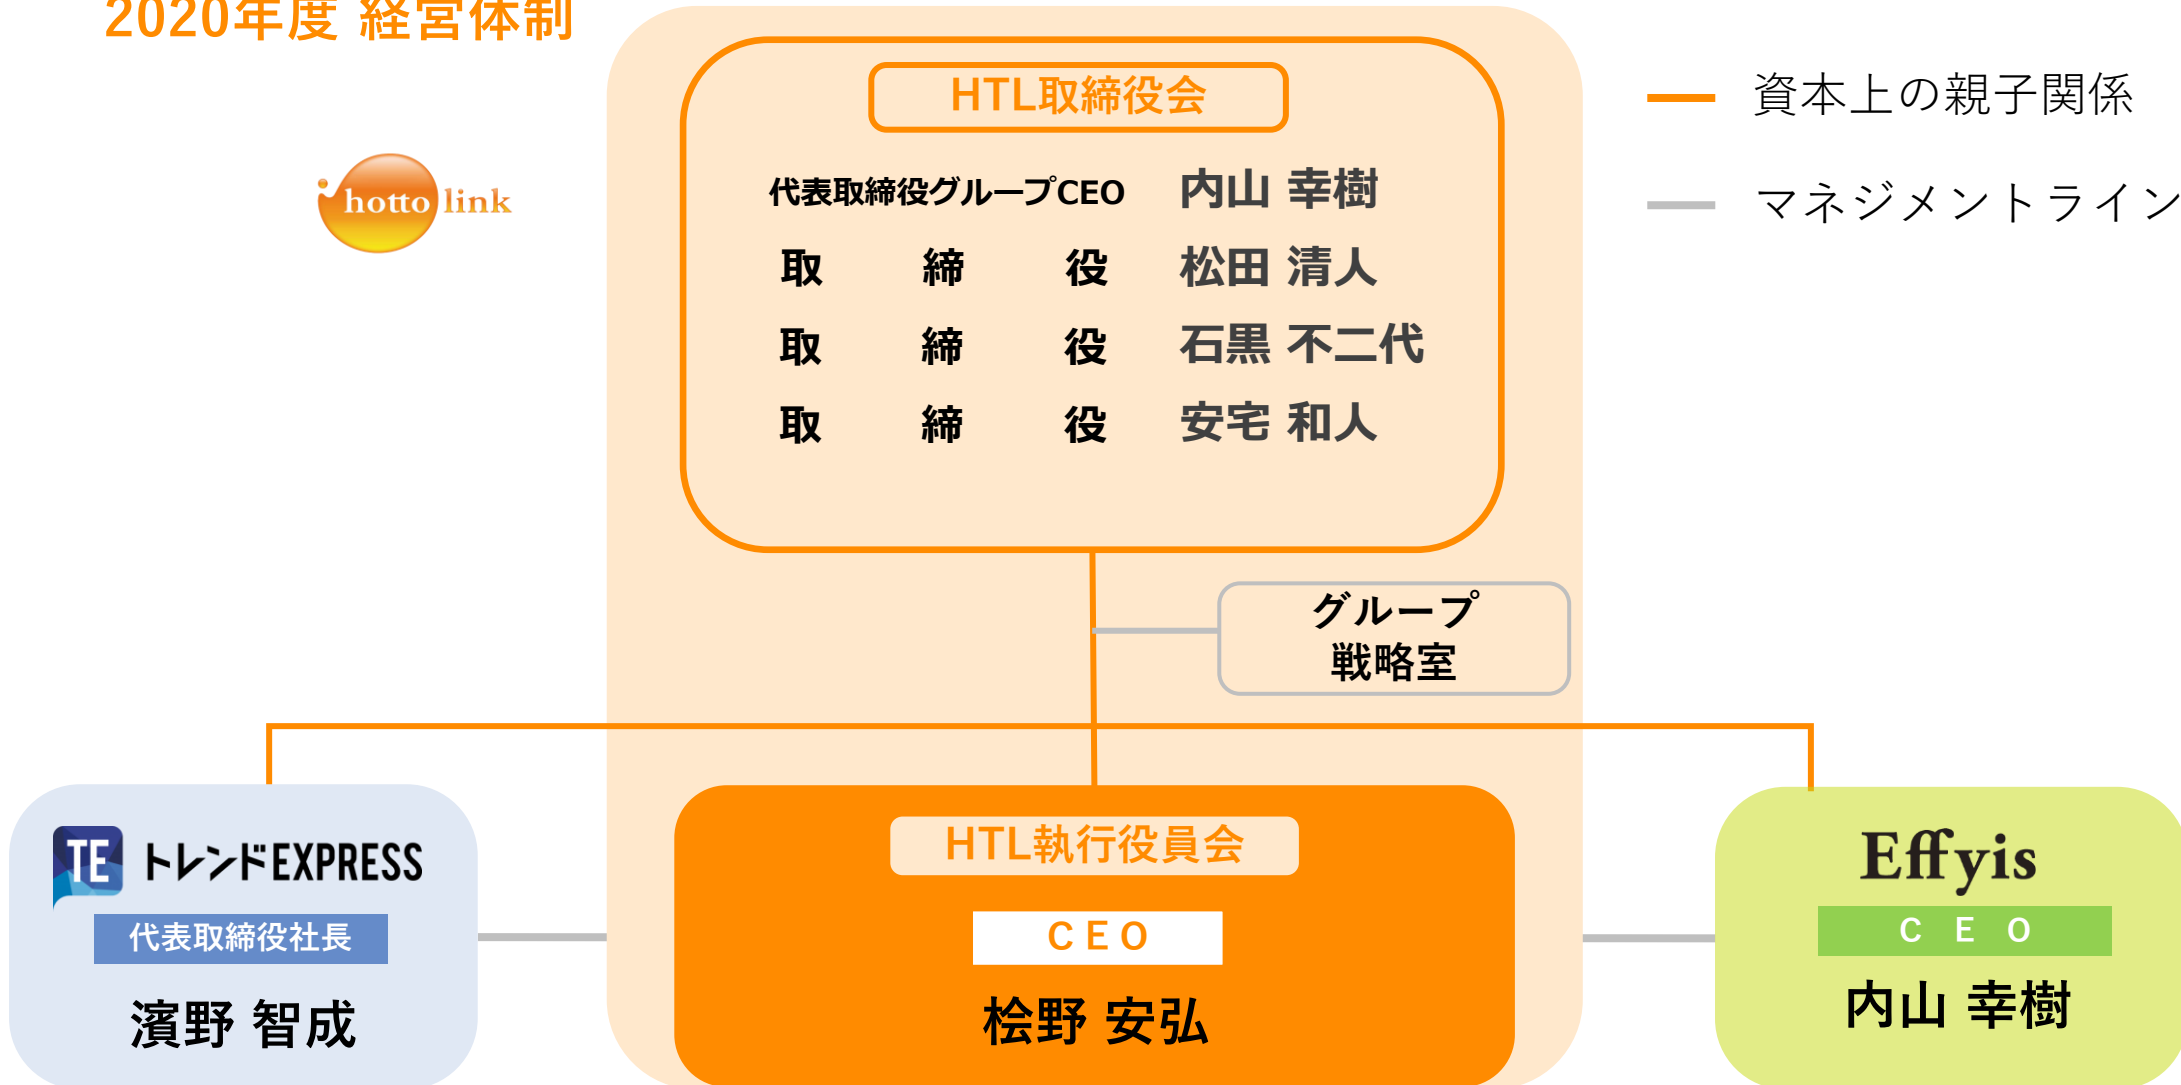 2020年度 経営体制
HTL取締役会
資本上の親子関係
マネジメントライン
hotto link
代表取締役グループCEO 内山 幸樹
取 締 役 松田 清人
取 締 役 石黒 不二代
取 締 役 安宅 和人
グループ
戦略室
TE トレンドEXPRESS
代表取締役社長
濱野 智成
HTL執行役員会
CEO
桧野 安弘
Effyis
C E O
内山 幸樹